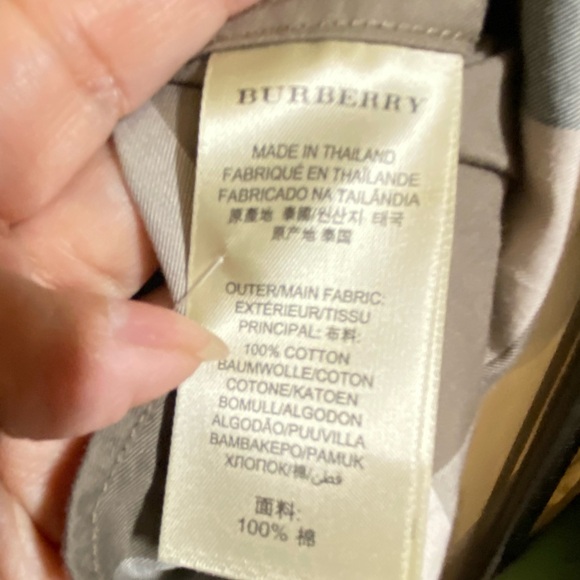 BURBERRY
MADE IN THAILAND
FABRIQUÉ EN THAÏLANDE
FABRICADO NA TAILÂNDIA
原產地 泰國/원산지 태국
原产地 泰国
OUTER/MAIN FABRIC:
EXTÉRIEUR/TISSU
PRINCIPAL: 布料:
100% COTTON
BAUMWOLLE/COTON
COTONE/KATOEN
BOMULL/ALGODON
ALGODÃO/PUUVILLA
BAMBAKEPO/PAMUK
ХЛОПОК/棉/قطن
面料:
100% 棉